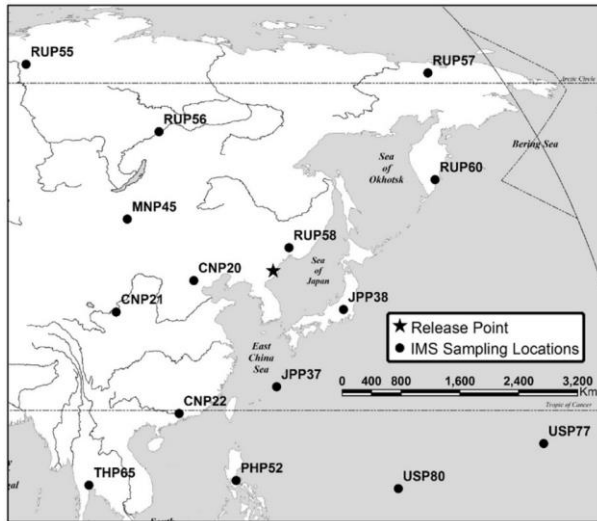 RUP55
RUP57
Arctic Circle
RUP56
Bering Sea
Sea
of
Okhotsk
RUP60
MNP45
RUP58
CNP20
Sea
of
Japan
CNP21
JPP38
Release Point
IMS Sampling Locations
East
China
Sea
JPP37
0 400 800 1,600 2,400 3,200
Km
CNP22
Tropic of Cancer
USP77
THP65
PHP52
USP80